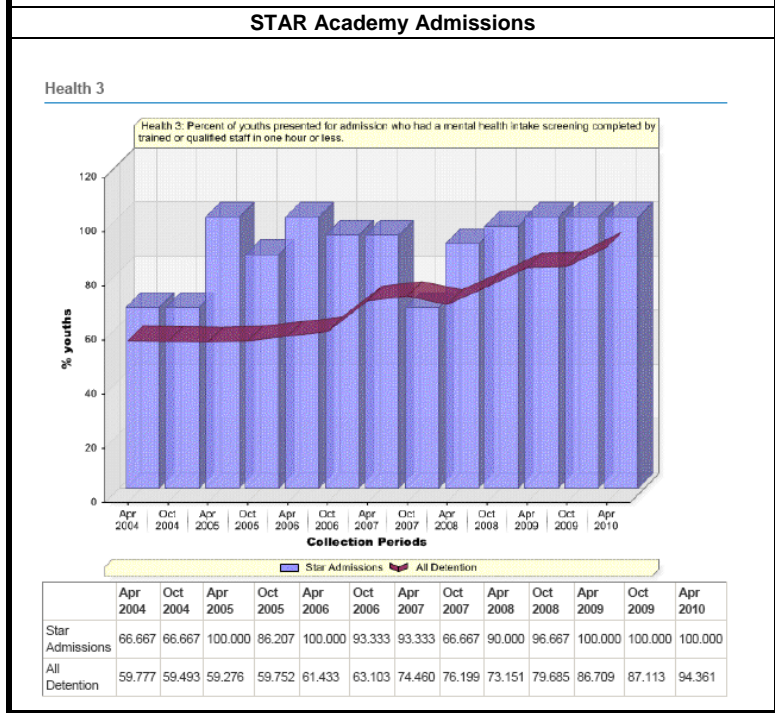 STAR Academy Admissions
Health 3
Health 3: Percent of youths presented for admission who had a mental health intake screening completed by
trained or qualified staff in one hour or less.
120
100
80
60
40
20
0
% youths
Apr 2004 Oct 2004 Apr 2005 Oct 2005 Apr 2006 Oct 2006 Apr 2007 Oct 2007 Apr 2008 Oct 2008 Apr 2009 Oct 2009 Apr 2010
Collection Periods
Star Admissions All Detention
Apr 2004 Oct 2004 Apr 2005 Oct 2005 Apr 2006 Oct 2006 Apr 2007 Oct 2007 Apr 2008 Oct 2008 Apr 2009 Oct 2009 Apr 2010
Star Admissions 66.667 66.667 100.000 86.207 100.000 93.333 93.333 66.667 90.000 96.667 100.000 100.000 100.000
All Detention 59.777 59.493 59.276 59.752 61.433 63.103 74.460 76.199 73.151 79.685 86.709 87.113 94.361